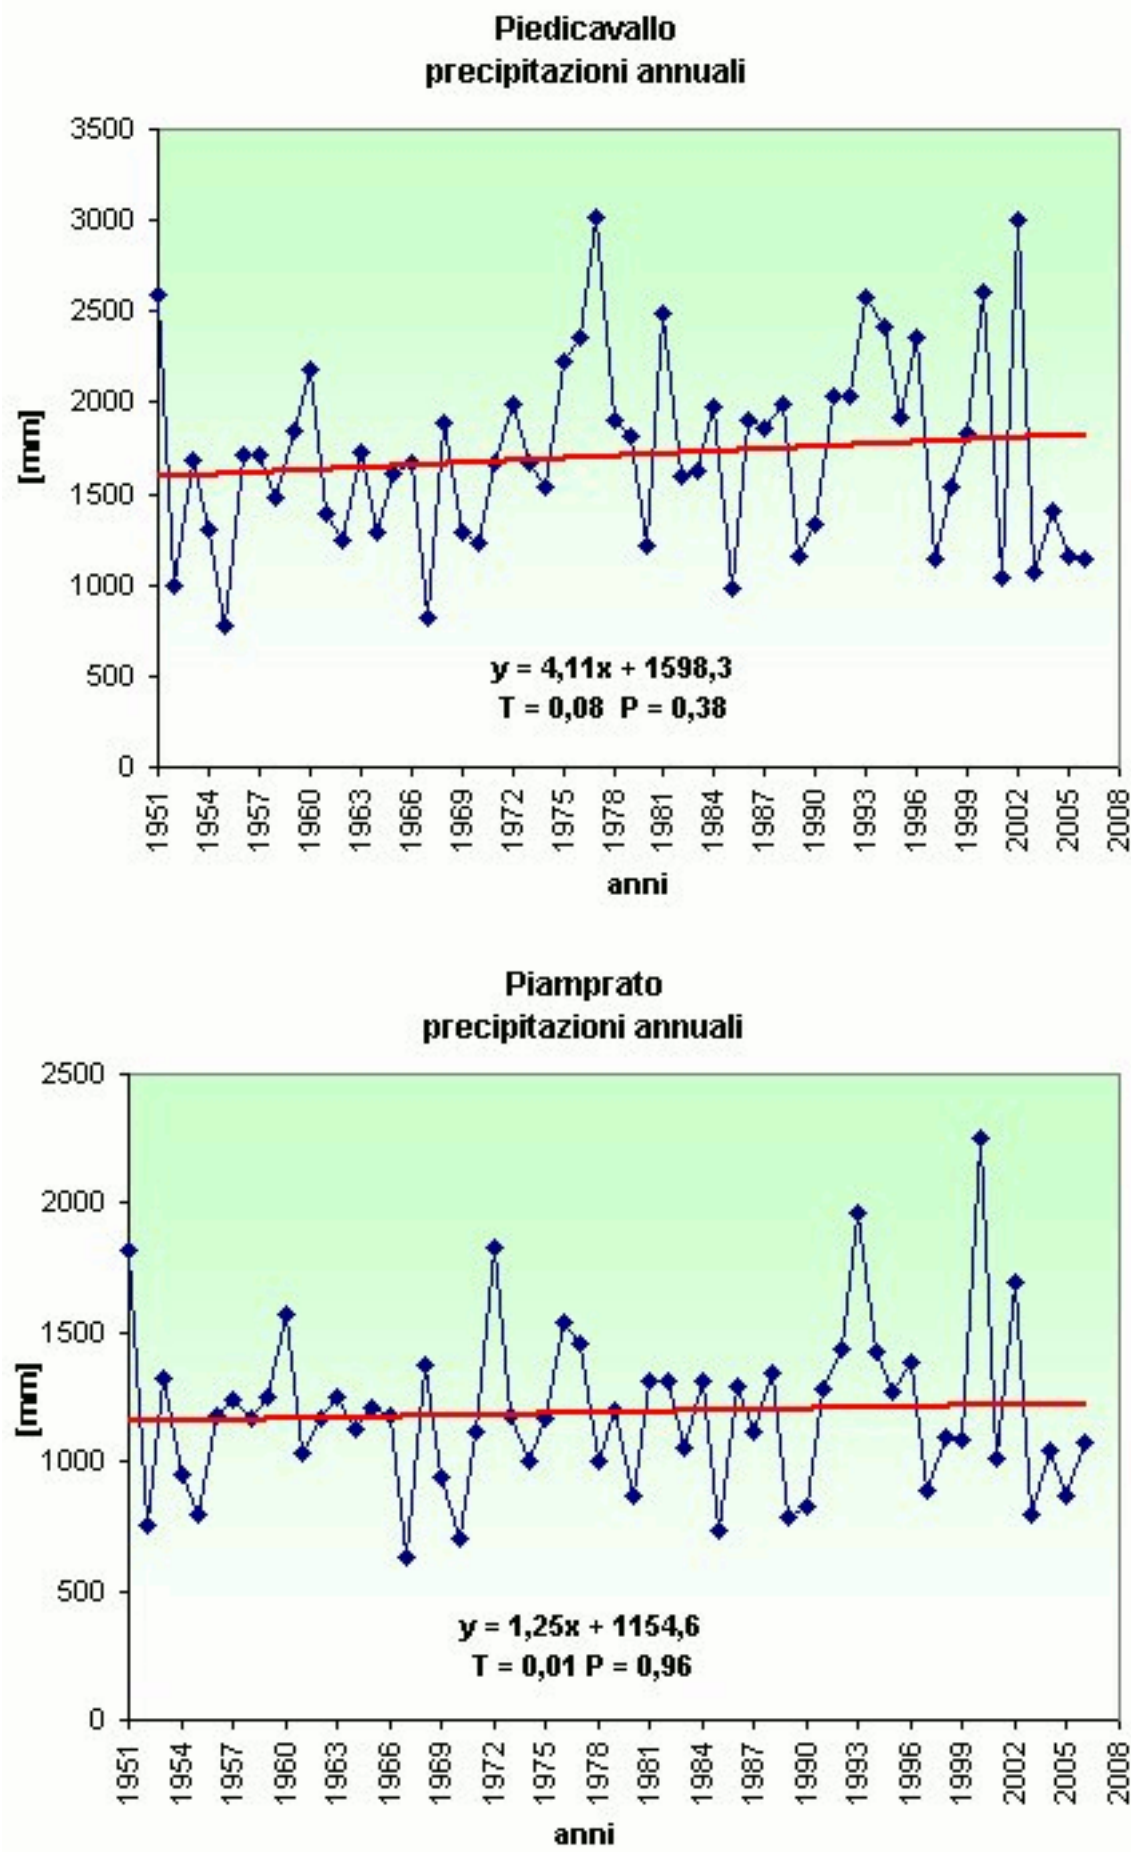 Piedicavallo
precipitazioni annuali
3500
3000
2500
2000
1500
1000
500
0
[mm]
y = 4,11x + 1598,3
T = 0,08 P = 0,38
1951 1954 1957 1960 1963 1966 1969 1972 1975 1978 1981 1984 1987 1990 1993 1996 1999 2002 2005 2008
anni
Piamprato
precipitazioni annuali
2500
2000
1500
1000
500
0
[mm]
y = 1,25x + 1154,6
T = 0,01 P = 0,96
1951 1954 1957 1960 1963 1966 1969 1972 1975 1978 1981 1984 1987 1990 1993 1996 1999 2002 2005 2008
anni